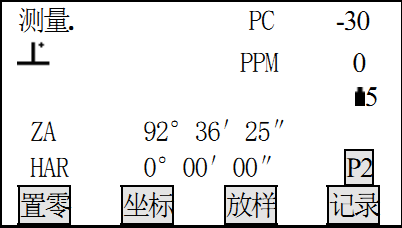 测量. PC -30
PPM 0
5
ZA 92° 36′ 25″
HAR 0° 00′ 00″ P2
置零 坐标 放样 记录